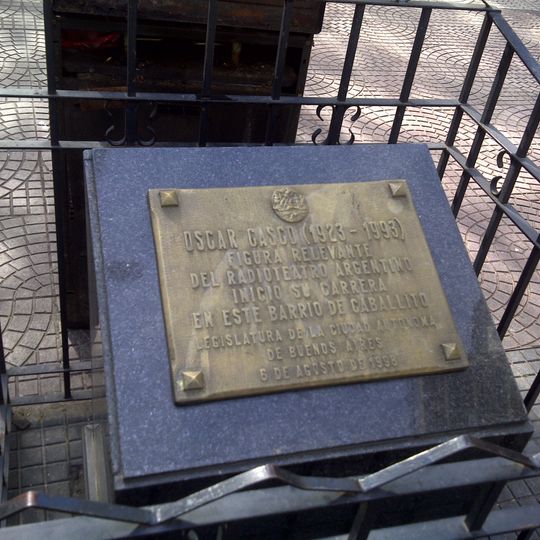 OSCAR CASCO (1923 - 1993)
FIGURA RELEVANTE
DEL RADIOTEATRO ARGENTINO
INICIO SU CARRERA
EN ESTE BARRIO DE CABALLITO
LEGISLATURA DE LA CIUDAD AUTONOMA
DE BUENOS AIRES
6 DE AGOSTO DE 1998